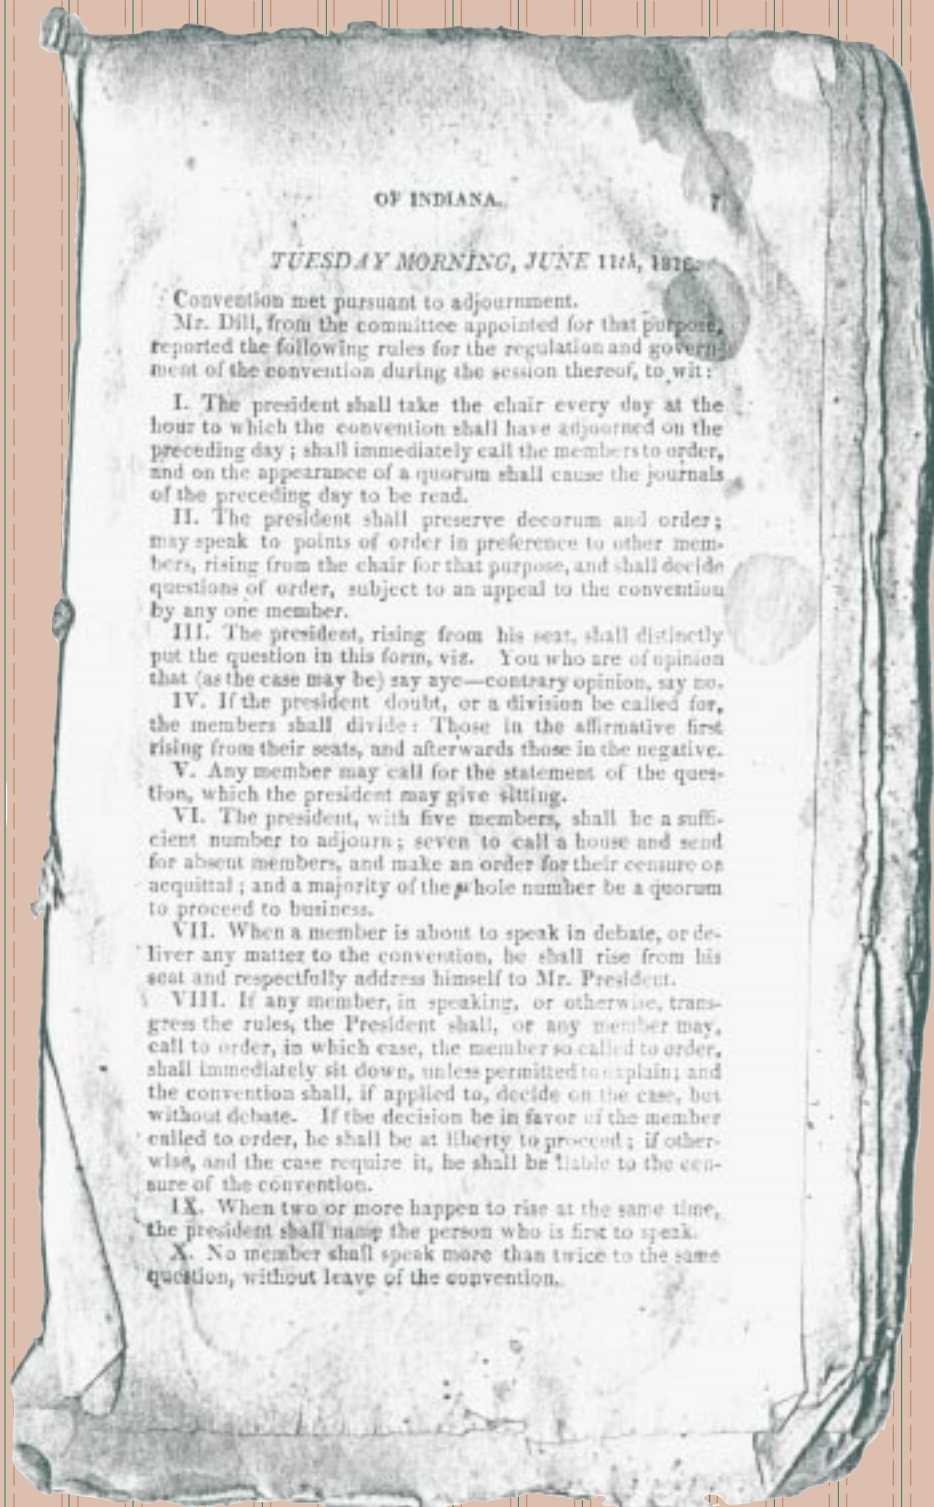 OF INDIANA. 7
TUESDAY MORNING, JUNE 11th, 1816.
Convention met pursuant to adjournment.
Mr. Dill, from the committee appointed for that purpose,
reported the following rules for the regulation and govern-
ment of the convention during the session thereof, to wit:
I. The president shall take the chair every day at the
hour to which the convention shall have adjourned on the
preceding day; shall immediately call the members to order,
and on the appearance of a quorum shall cause the journals
of the preceding day to be read.
II. The president shall preserve decorum and order;
may speak to points of order in preference to other mem-
bers, rising from the chair for that purpose, and shall decide
questions of order, subject to an appeal to the convention
by any one member.
III. The president, rising from his seat, shall distinctly
put the question in this form, viz. You who are of opinion
that (as the case may be) say aye—contrary opinion, say no.
IV. If the president doubt, or a division be called for,
the members shall divide: Those in the affirmative first
rising from their seats, and afterwards those in the negative.
V. Any member may call for the statement of the ques-
tion, which the president may give sitting.
VI. The president, with five members, shall be a suffi-
cient number to adjourn; seven to call a house and send
for absent members, and make an order for their censure or
acquittal; and a majority of the whole number be a quorum
to proceed to business.
VII. When a member is about to speak in debate, or de-
liver any matter to the convention, he shall rise from his
seat and respectfully address himself to Mr. President.
VIII. If any member, in speaking, or otherwise, trans-
gress the rules, the President shall, or any member may,
call to order, in which case, the member so called to order,
shall immediately sit down, unless permitted to explain; and
the convention shall, if applied to, decide on the case, but
without debate. If the decision be in favor of the member
called to order, he shall be at liberty to proceed; if other-
wise, and the case require it, he shall be liable to the cen-
sure of the convention.
IX. When two or more happen to rise at the same time,
the president shall name the person who is first to speak.
X. No member shall speak more than twice to the same
question, without leave of the convention.